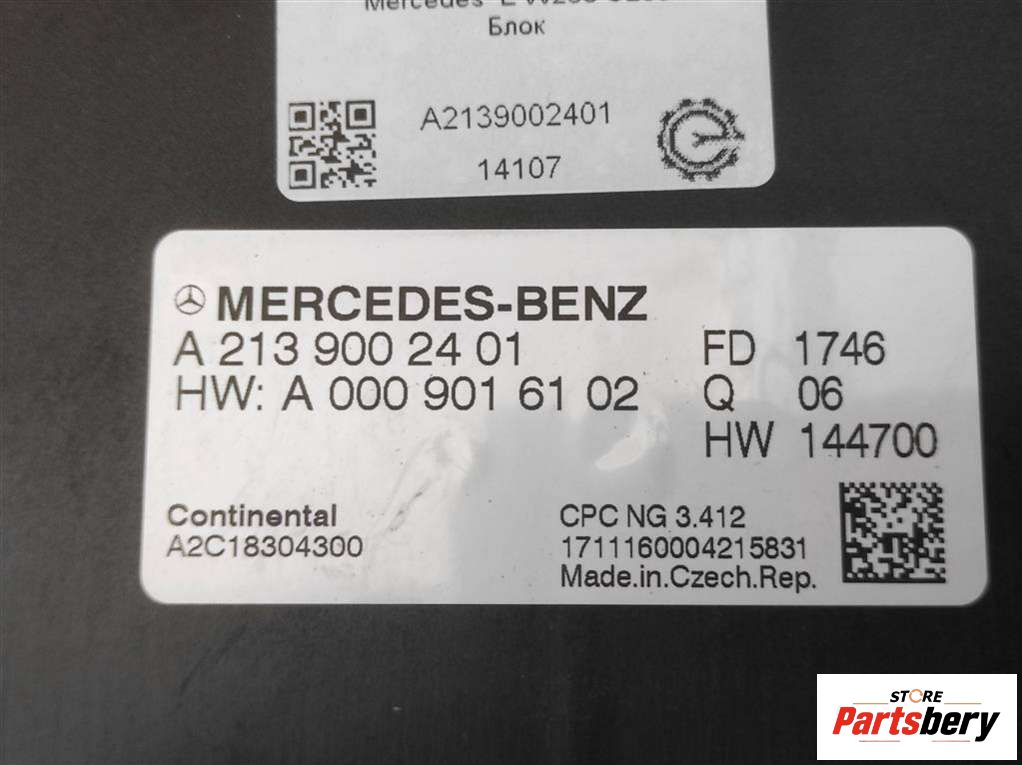 Mercedes E
Блок
A2139002401
14107
MERCEDES-BENZ
A 213 900 24 01
HW: A 000 901 61 02
FD 1746
Q 06
HW 144700
Continental
A2C18304300
CPC NG 3.412
1711160004215831
Made.in.Czech.Rep.
STORE
Partsbery